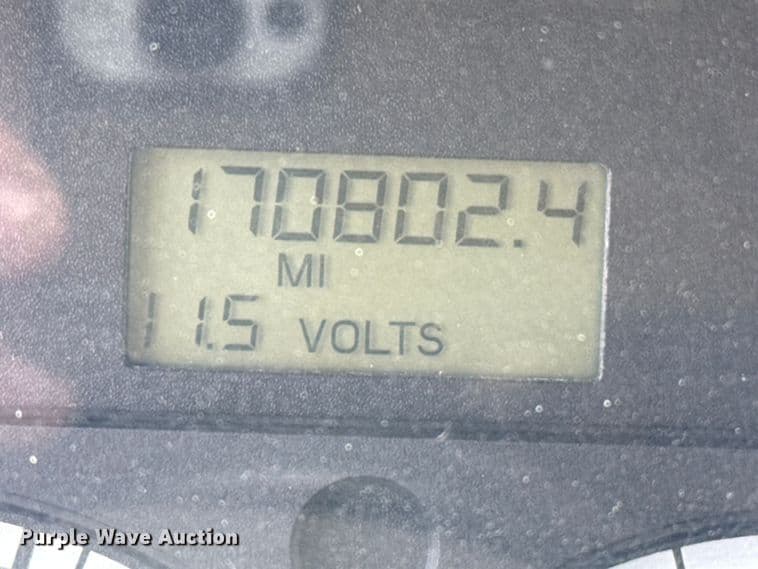 170802.4
MI
11.5 VOLTS
Purple Wave Auction